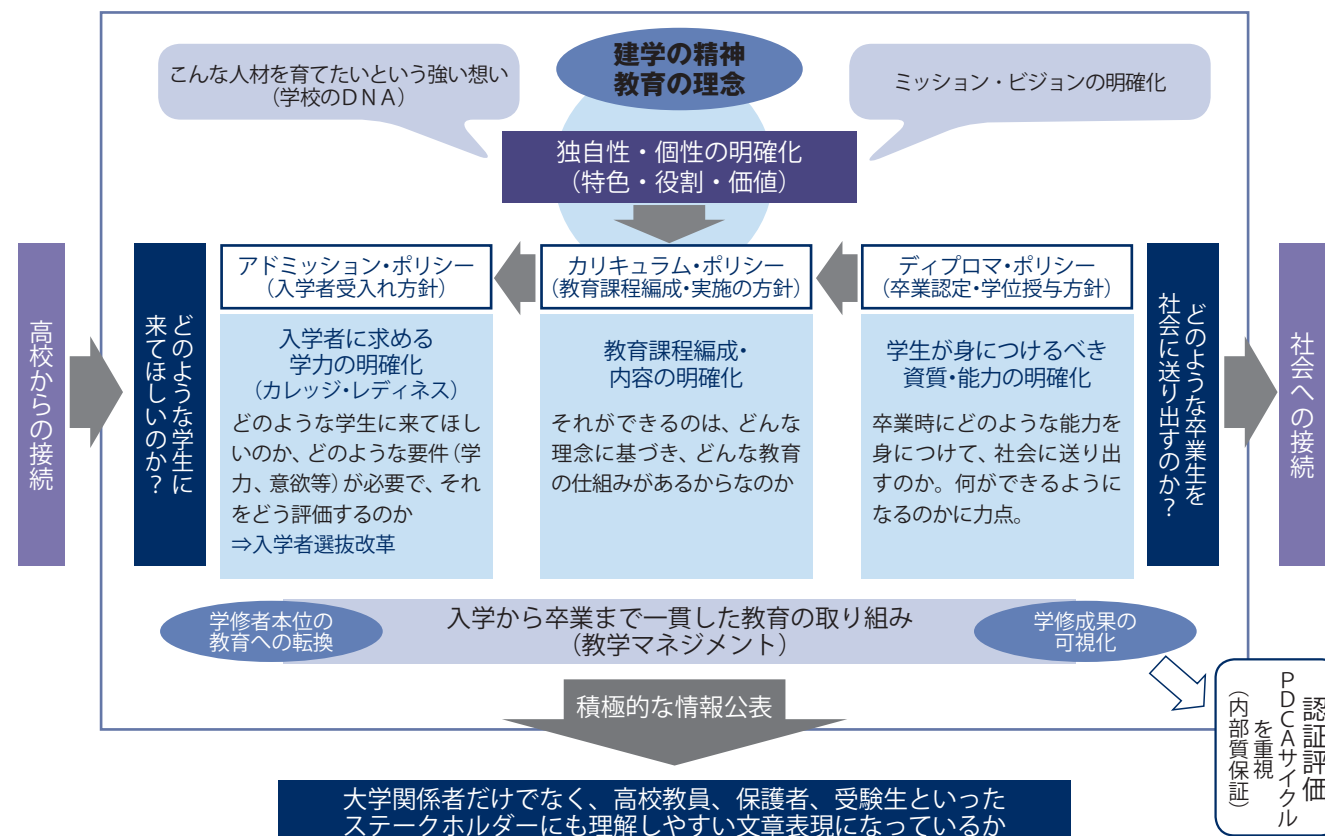 建学の精神
教育の理念
こんな人材を育てたいという強い想い
（学校のＤＮＡ）
ミッション・ビジョンの明確化
独自性・個性の明確化
（特色・役割・価値）
高校からの接続
どのような学生に
来てほしいのか？
アドミッション・ポリシー
（入学者受入れ方針）
入学者に求める
学力の明確化
（カレッジ・レディネス）
どのような学生に来てほし
いのか、どのような要件（学
力、意欲等）が必要で、それ
をどう評価するのか
⇒入学者選抜改革
カリキュラム・ポリシー
（教育課程編成・実施の方針）
教育課程編成・
内容の明確化
それができるのは、どんな
理念に基づき、どんな教育
の仕組みがあるからなのか
ディプロマ・ポリシー
（卒業認定・学位授与方針）
学生が身につけるべき
資質・能力の明確化
卒業時にどのような能力を
身につけて、社会に送り出
すのか。何ができるように
なるのかに力点。
どのような卒業生を
社会に送り出すのか？
社会への接続
学修者本位の
教育への転換
入学から卒業まで一貫した教育の取り組み
（教学マネジメント）
学修成果の
可視化
積極的な情報公表
認証評価
ＰＤＣＡサイクル
を重視
（内部質保証）
大学関係者だけでなく、高校教員、保護者、受験生といった
ステークホルダーにも理解しやすい文章表現になっているか